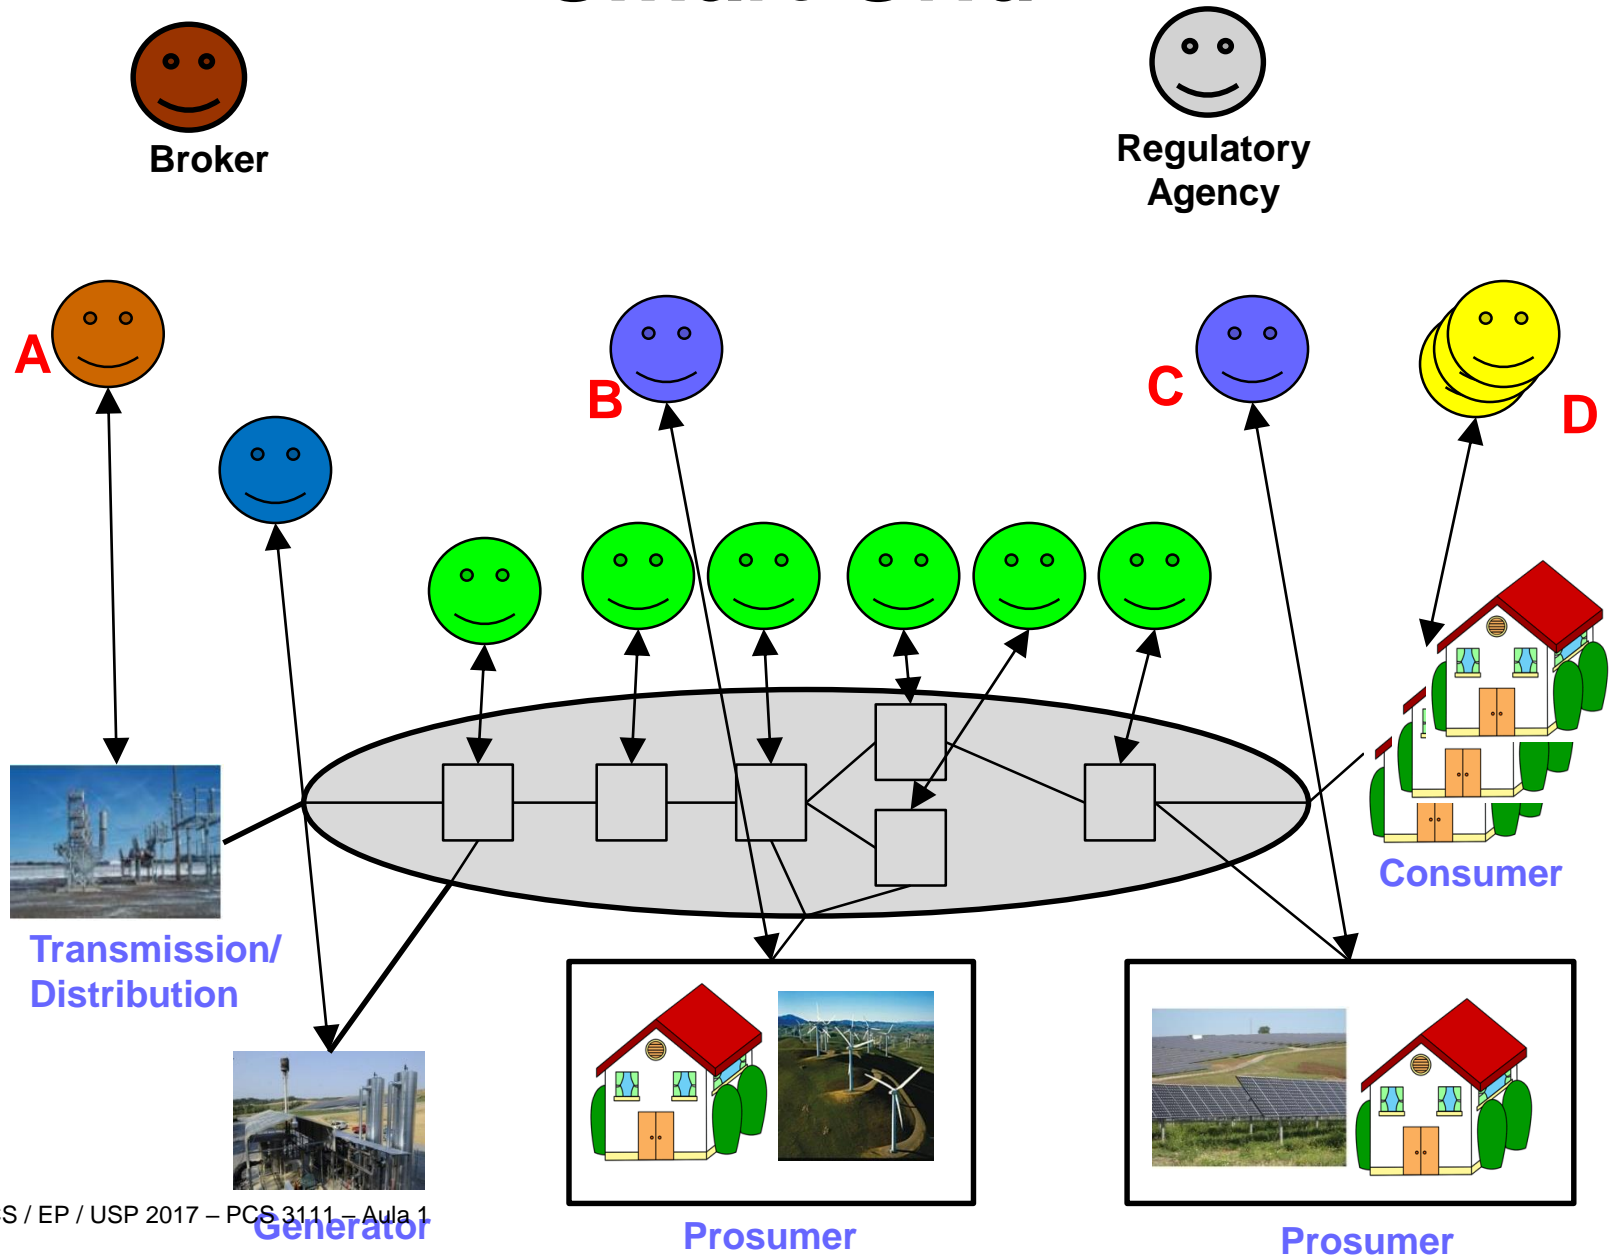 Broker
Regulatory
Agency
A
B
C
D
Consumer
Transmission/
Distribution
/ EP / USP 2017 – PCS 3111 – Aula 1
Generator
Prosumer
Prosumer